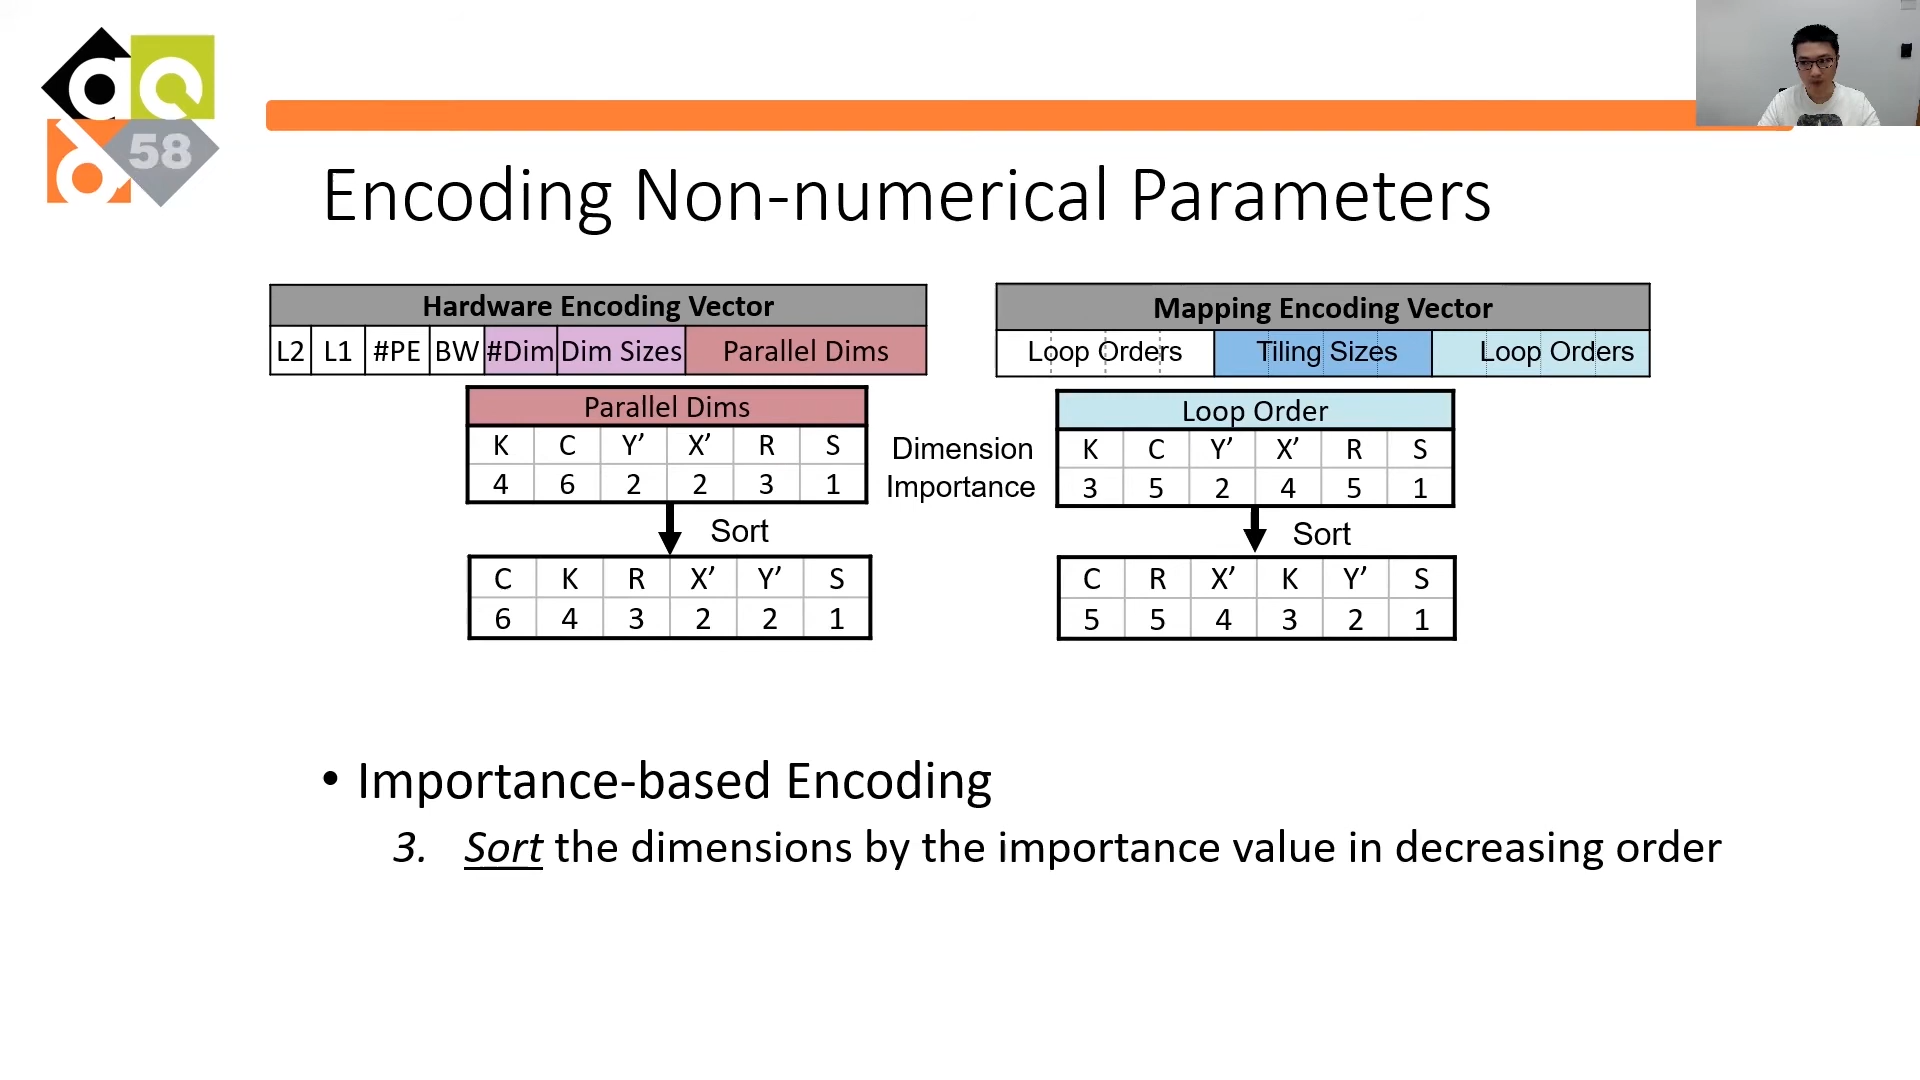 58
Encoding Non-numerical Parameters
Hardware Encoding Vector
L2 L1 #PE BW #Dim Dim Sizes Parallel Dims
Mapping Encoding Vector
Loop Orders Tiling Sizes Loop Orders
Parallel Dims
K C Y’ X’ R S
4 6 2 2 3 1
Dimension
Importance
Loop Order
K C Y’ X’ R S
3 5 2 4 5 1
Sort
Sort
C K R X’ Y’ S
6 4 3 2 2 1
C R X’ K Y’ S
5 5 4 3 2 1
• Importance-based Encoding
3. Sort the dimensions by the importance value in decreasing order